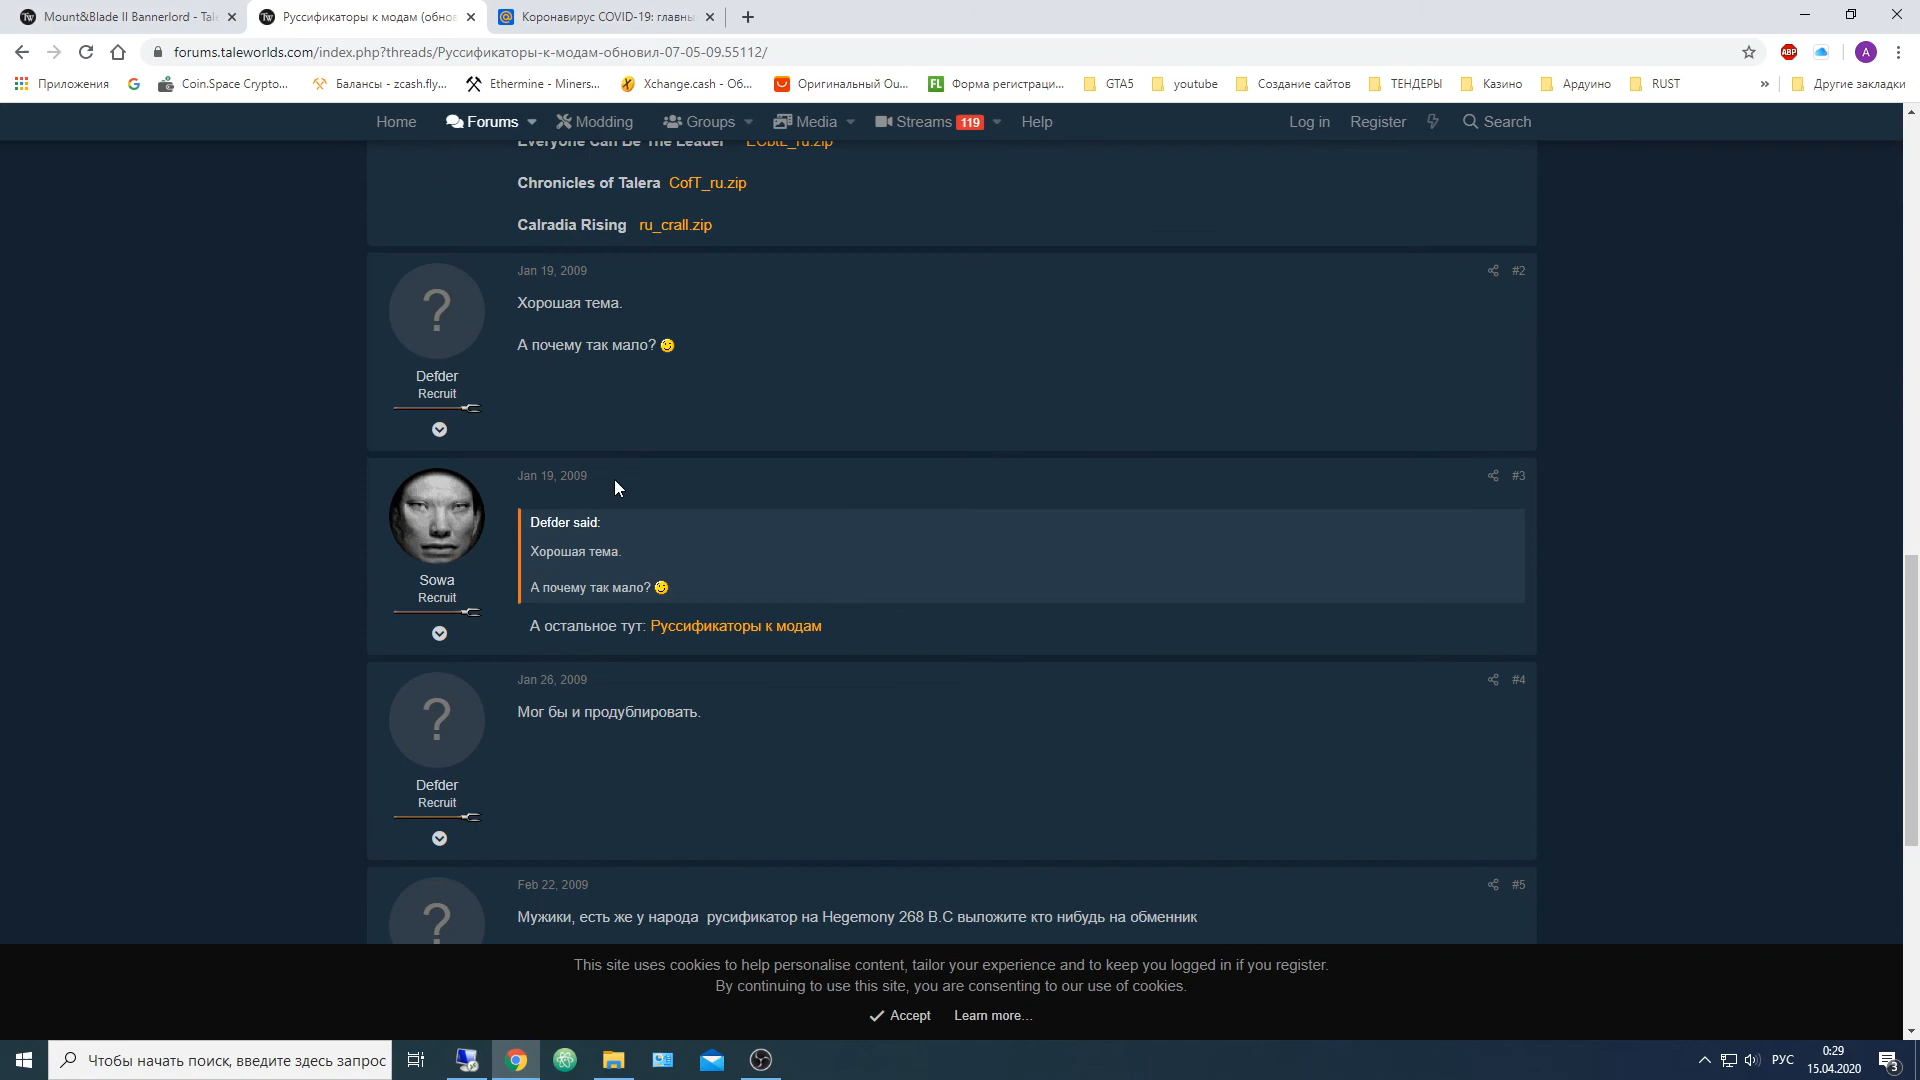 Mount&Blade II Bannerlord - Tal
Руссификаторы к модам (обнов
Коронавирус COVID-19: главны
forums.taleworlds.com/index.php?threads/Руссификаторы-к-модам-обновил-07-05-09.55112/
ABP
A
Приложения
Coin.Space Crypto...
Балансы - zcash.fly...
Ethermine - Miners...
Xchange.cash - Об...
Оригинальный Ou...
FL Форма регистраци...
GTA5
youtube
Создание сайтов
ТЕНДЕРЫ
Казино
Ардуино
RUST
»
Другие закладки
Home
Forums
Modding
Groups
Media
Streams 119
Help
Log in
Register
Search
Everyone Can Be The Leader ECbtL_ru.zip
Chronicles of Talera CofT_ru.zip
Calradia Rising ru_crall.zip
Jan 19, 2009
#2
Хорошая тема.
А почему так мало?
?
Defder
Recruit
Jan 19, 2009
#3
Defder said:
Хорошая тема.
А почему так мало?
А остальное тут: Руссификаторы к модам
Sowa
Recruit
Jan 26, 2009
#4
Мог бы и продублировать.
?
Defder
Recruit
Feb 22, 2009
#5
Мужики, есть же у народа русификатор на Hegemony 268 B.C выложите кто нибудь на обменник
?
This site uses cookies to help personalise content, tailor your experience and to keep you logged in if you register.
By continuing to use this site, you are consenting to our use of cookies.
Accept
Learn more...
Чтобы начать поиск, введите здесь запрос
РУС
0:29
15.04.2020
3